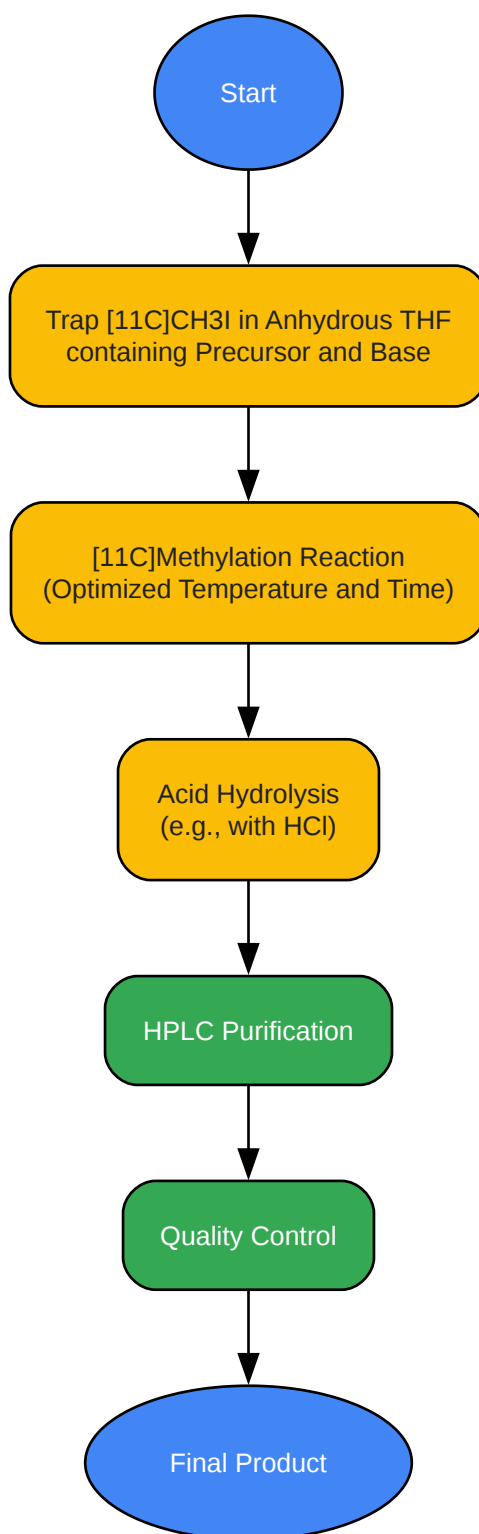 Start
Trap [11C]CH3I in Anhydrous THF
containing Precursor and Base
[11C]Methylation Reaction
(Optimized Temperature and Time)
Acid Hydrolysis
(e.g., with HCl)
HPLC Purification
Quality Control
Final Product